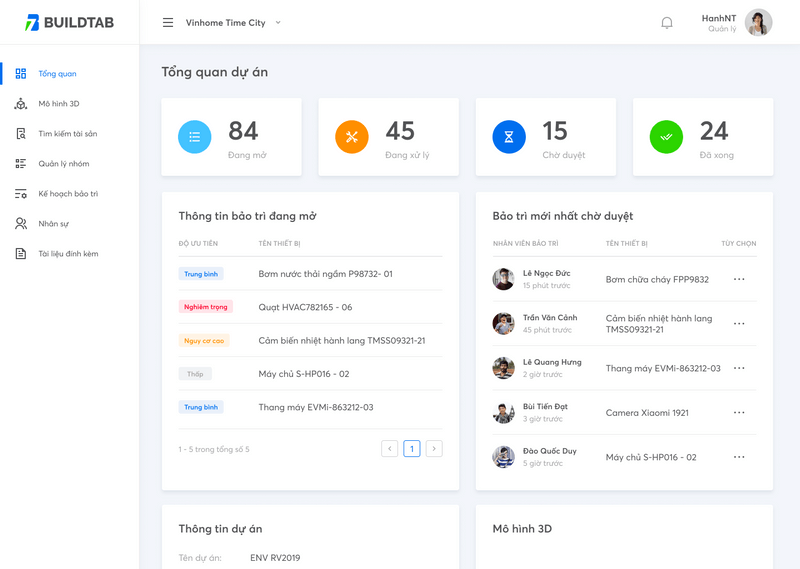 BUILDTAB
Vinhome Time City
HanhNT
Quản lý
Tổng quan
Mô hình 3D
Tìm kiếm tài sản
Quản lý nhóm
Kế hoạch bảo trì
Nhân sự
Tài liệu đính kèm
Tổng quan dự án
84
Đang mở
45
Đang xử lý
15
Chờ duyệt
24
Đã xong
Thông tin bảo trì đang mở
ĐỘ ƯU TIÊN TÊN THIẾT BỊ
Trung bình Bơm nước thải ngầm P98732- 01
Nghiêm trọng Quạt HVAC782165 - 06
Nguy cơ cao Cảm biến nhiệt hành lang TMSS09321-21
Thấp Máy chủ S-HP016 - 02
Trung bình Thang máy EVMi-863212-03
1 - 5 trong tổng số 5
1
Bảo trì mới nhất chờ duyệt
NHÂN VIÊN BẢO TRÌ TÊN THIẾT BỊ TÙY CHỌN
Lê Ngọc Đức
15 phút trước
Bơm chữa cháy FPP9832
Trần Văn Cảnh
45 phút trước
Cảm biến nhiệt hành lang
TMSS09321-21
Lê Quang Hưng
2 giờ trước
Thang máy EVMi-863212-03
Bùi Tiến Đạt
3 giờ trước
Camera Xiaomi 1921
Đào Quốc Duy
5 giờ trước
Máy chủ S-HP016 - 02
Thông tin dự án
Tên dự án: ENV RV2019
Mô hình 3D